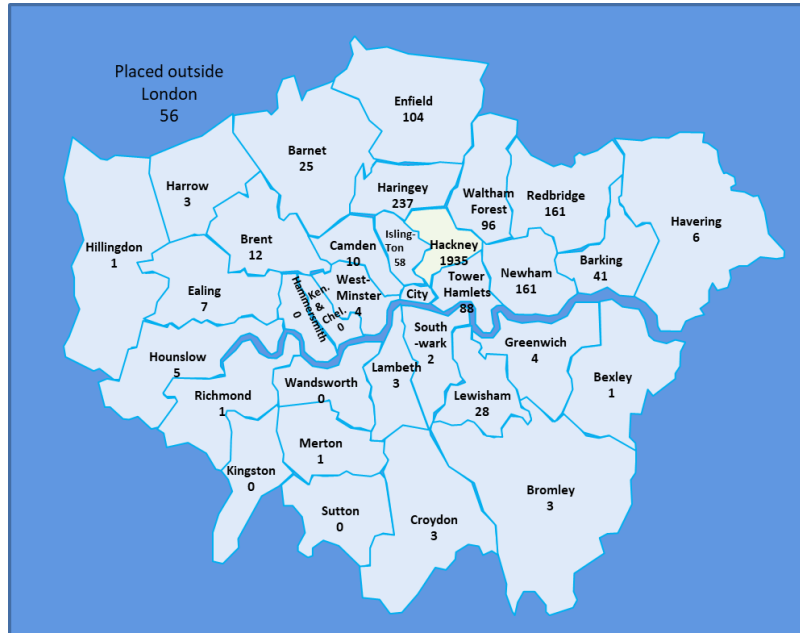 Placed outside
London
56
Enfield
104
Barnet
25
Harrow
3
Haringey
237
Waltham
Forest
96
Redbridge
161
Havering
6
Hillingdon
1
Brent
12
Camden
10
Isling-
Ton
58
Hackney
1935
Barking
41
Ealing
7
Hammersmith
0
Ken.
&
Chel.
0
West-
Minster
4
City
Tower
Hamlets
88
Newham
161
Hounslow
5
Richmond
1
Wandsworth
0
Lambeth
3
South
-wark
2
Greenwich
4
Lewisham
28
Bexley
1
Kingston
0
Merton
1
Sutton
0
Croydon
3
Bromley
3